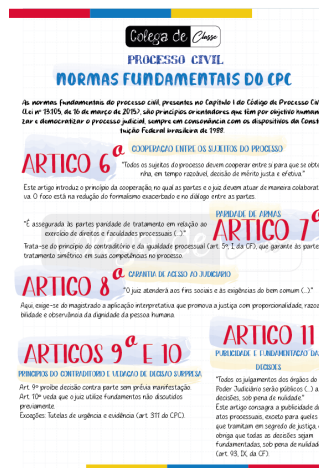 Colega de Classe
PROCESSO CIVIL
NORMAS FUNDAMENTAIS DO CPC
As normas fundamentais do processo civil, presentes no Capítulo I do Código de Processo Civ
(Lei nº 13.105, de 16 de março de 2015), são princípios orientadores que têm por objetivo humani
zar e democratizar o processo judicial, sempre em consonância com os dispositivos da Consti
tuição Federal brasileira de 1988.
COOPERAÇÃO ENTRE OS SUJEITOS DO PROCESSO
ARTIGO 6º
"Todos os sujeitos do processo devem cooperar entre si para que se obte
nha, em tempo razoável, decisão de mérito justa e efetiva."
Este artigo introduz o princípio da cooperação, no qual as partes e o juiz devem atuar de maneira colaborat
va. O foco está na redução do formalismo exacerbado e no diálogo entre as partes.
PARIDADE DE ARMAS
ARTIGO 7º
"É assegurada às partes paridade de tratamento em relação ao
exercício de direitos e faculdades processuais (...)."
Trata-se do princípio do contraditório e da igualdade processual (art. 5º, I, da CF), que garante às parte
tratamento simétrico em suas competências no processo.
ARTIGO 8º
GARANTIA DE ACESSO AO JUDICIÁRIO
"O juiz atenderá aos fins sociais e às exigências do bem comum (...)"
Aqui, exige-se do magistrado a aplicação interpretativa que promova a justiça com proporcionalidade, razoa
bilidade e observância da dignidade da pessoa humana.
ARTIGOS 9º E 10
PRINCÍPIOS DO CONTRADITÓRIO E VEDAÇÃO DE DECISÃO SURPRESA
Art. 9º proíbe decisão contra parte sem prévia manifestação.
Art. 10º veda que o juiz utilize fundamentos não discutidos
previamente.
Exceções: Tutelas de urgência e evidência (art. 311 do CPC).
ARTIGO 11
PUBLICIDADE E FUNDAMENTAÇÃO DA
DECISÕES
"Todos os julgamentos dos órgãos do
Poder Judiciário serão públicos (...) a
decisões, sob pena de nulidade."
Este artigo consagra a publicidade d
atos processuais, exceto para queles
que tramitam em segredo de justiça,
obriga que todas as decisões sejam
fundamentadas, sob pena de nulidad
(art. 93, IX, da CF).